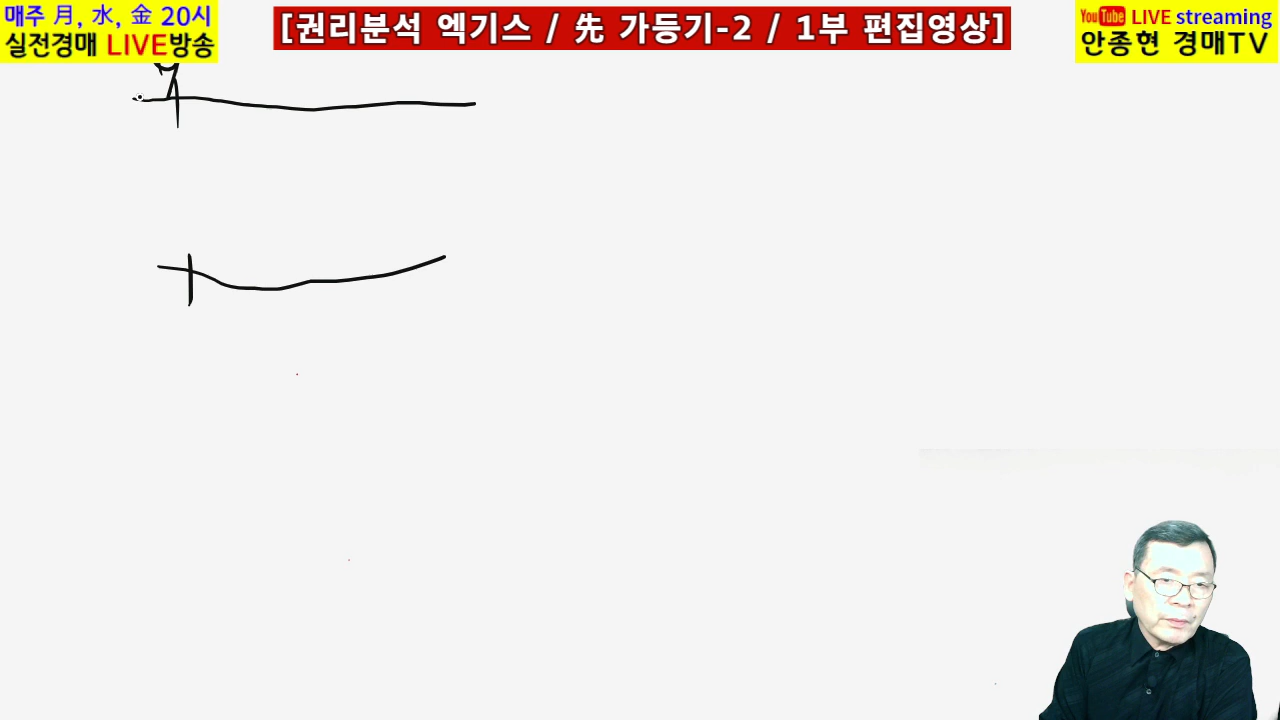 매주 月, 水, 金 20시
실전경매 LIVE방송
[권리분석 엑기스 / 先 가등기-2 / 1부 편집영상]
YouTube LIVE streaming
안종현 경매TV